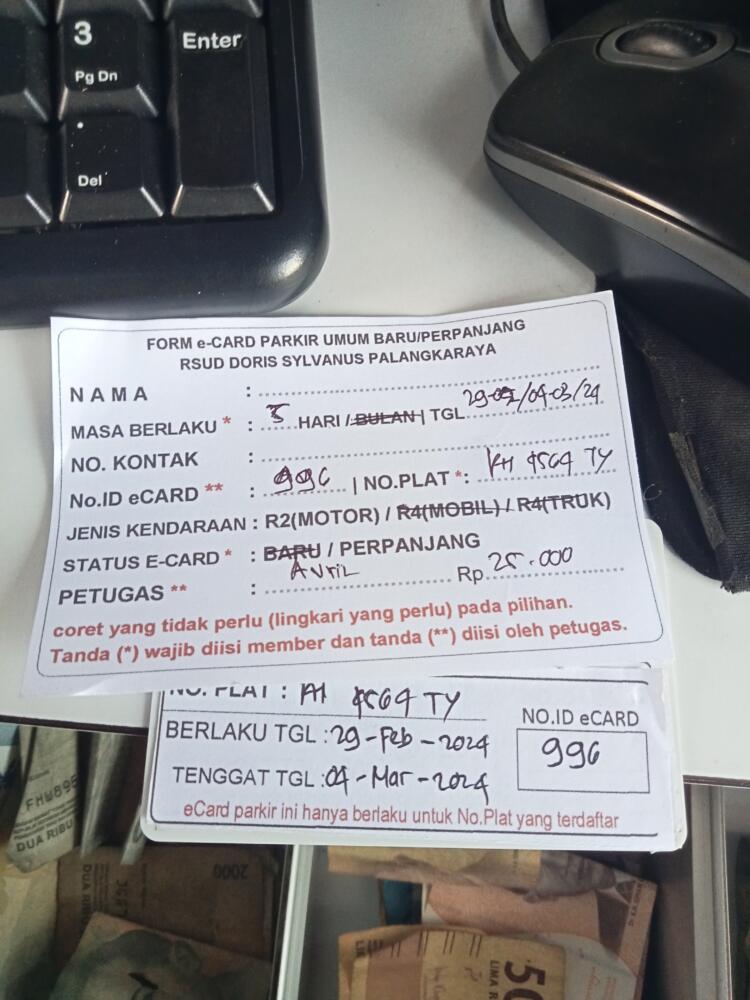 3
Pg Dn
Enter
.
Del
FORM e-CARD PARKIR UMUM BARU/PERPANJANG
RSUD DORIS SYLVANUS PALANGKARAYA
NAMA :
MASA BERLAKU * : 5 HARI / BULAN | TGL 29-02/04-03/24
NO. KONTAK :
No.ID eCARD ** : 996 | NO.PLAT *: KH 4564 TY
JENIS KENDARAAN : R2(MOTOR) / R4(MOBIL) / R4(TRUK)
STATUS E-CARD * : BARU / PERPANJANG
PETUGAS ** : Avril Rp 25.000
coret yang tidak perlu (lingkari yang perlu) pada pilihan.
Tanda (*) wajib diisi member dan tanda (**) diisi oleh petugas.
NO. PLAT : KH 4564 TY
BERLAKU TGL : 29-Feb-2024
NO.ID eCARD
996
TENGGAT TGL : 04-Mar-2024
eCard parkir ini hanya berlaku untuk No.Plat yang terdaftar
DUA RIBU
2000
50